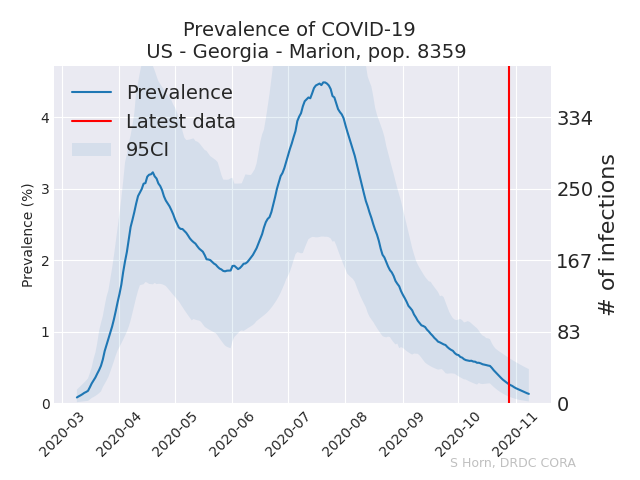 Prevalence of COVID-19
US - Georgia - Marion, pop. 8359
Prevalence
Latest data
95CI
Prevalence (%)
4
3
2
1
0
334
250
167
83
0
# of infections
2020-03
2020-04
2020-05
2020-06
2020-07
2020-08
2020-09
2020-10
2020-11
S Horn, DRDC CORA